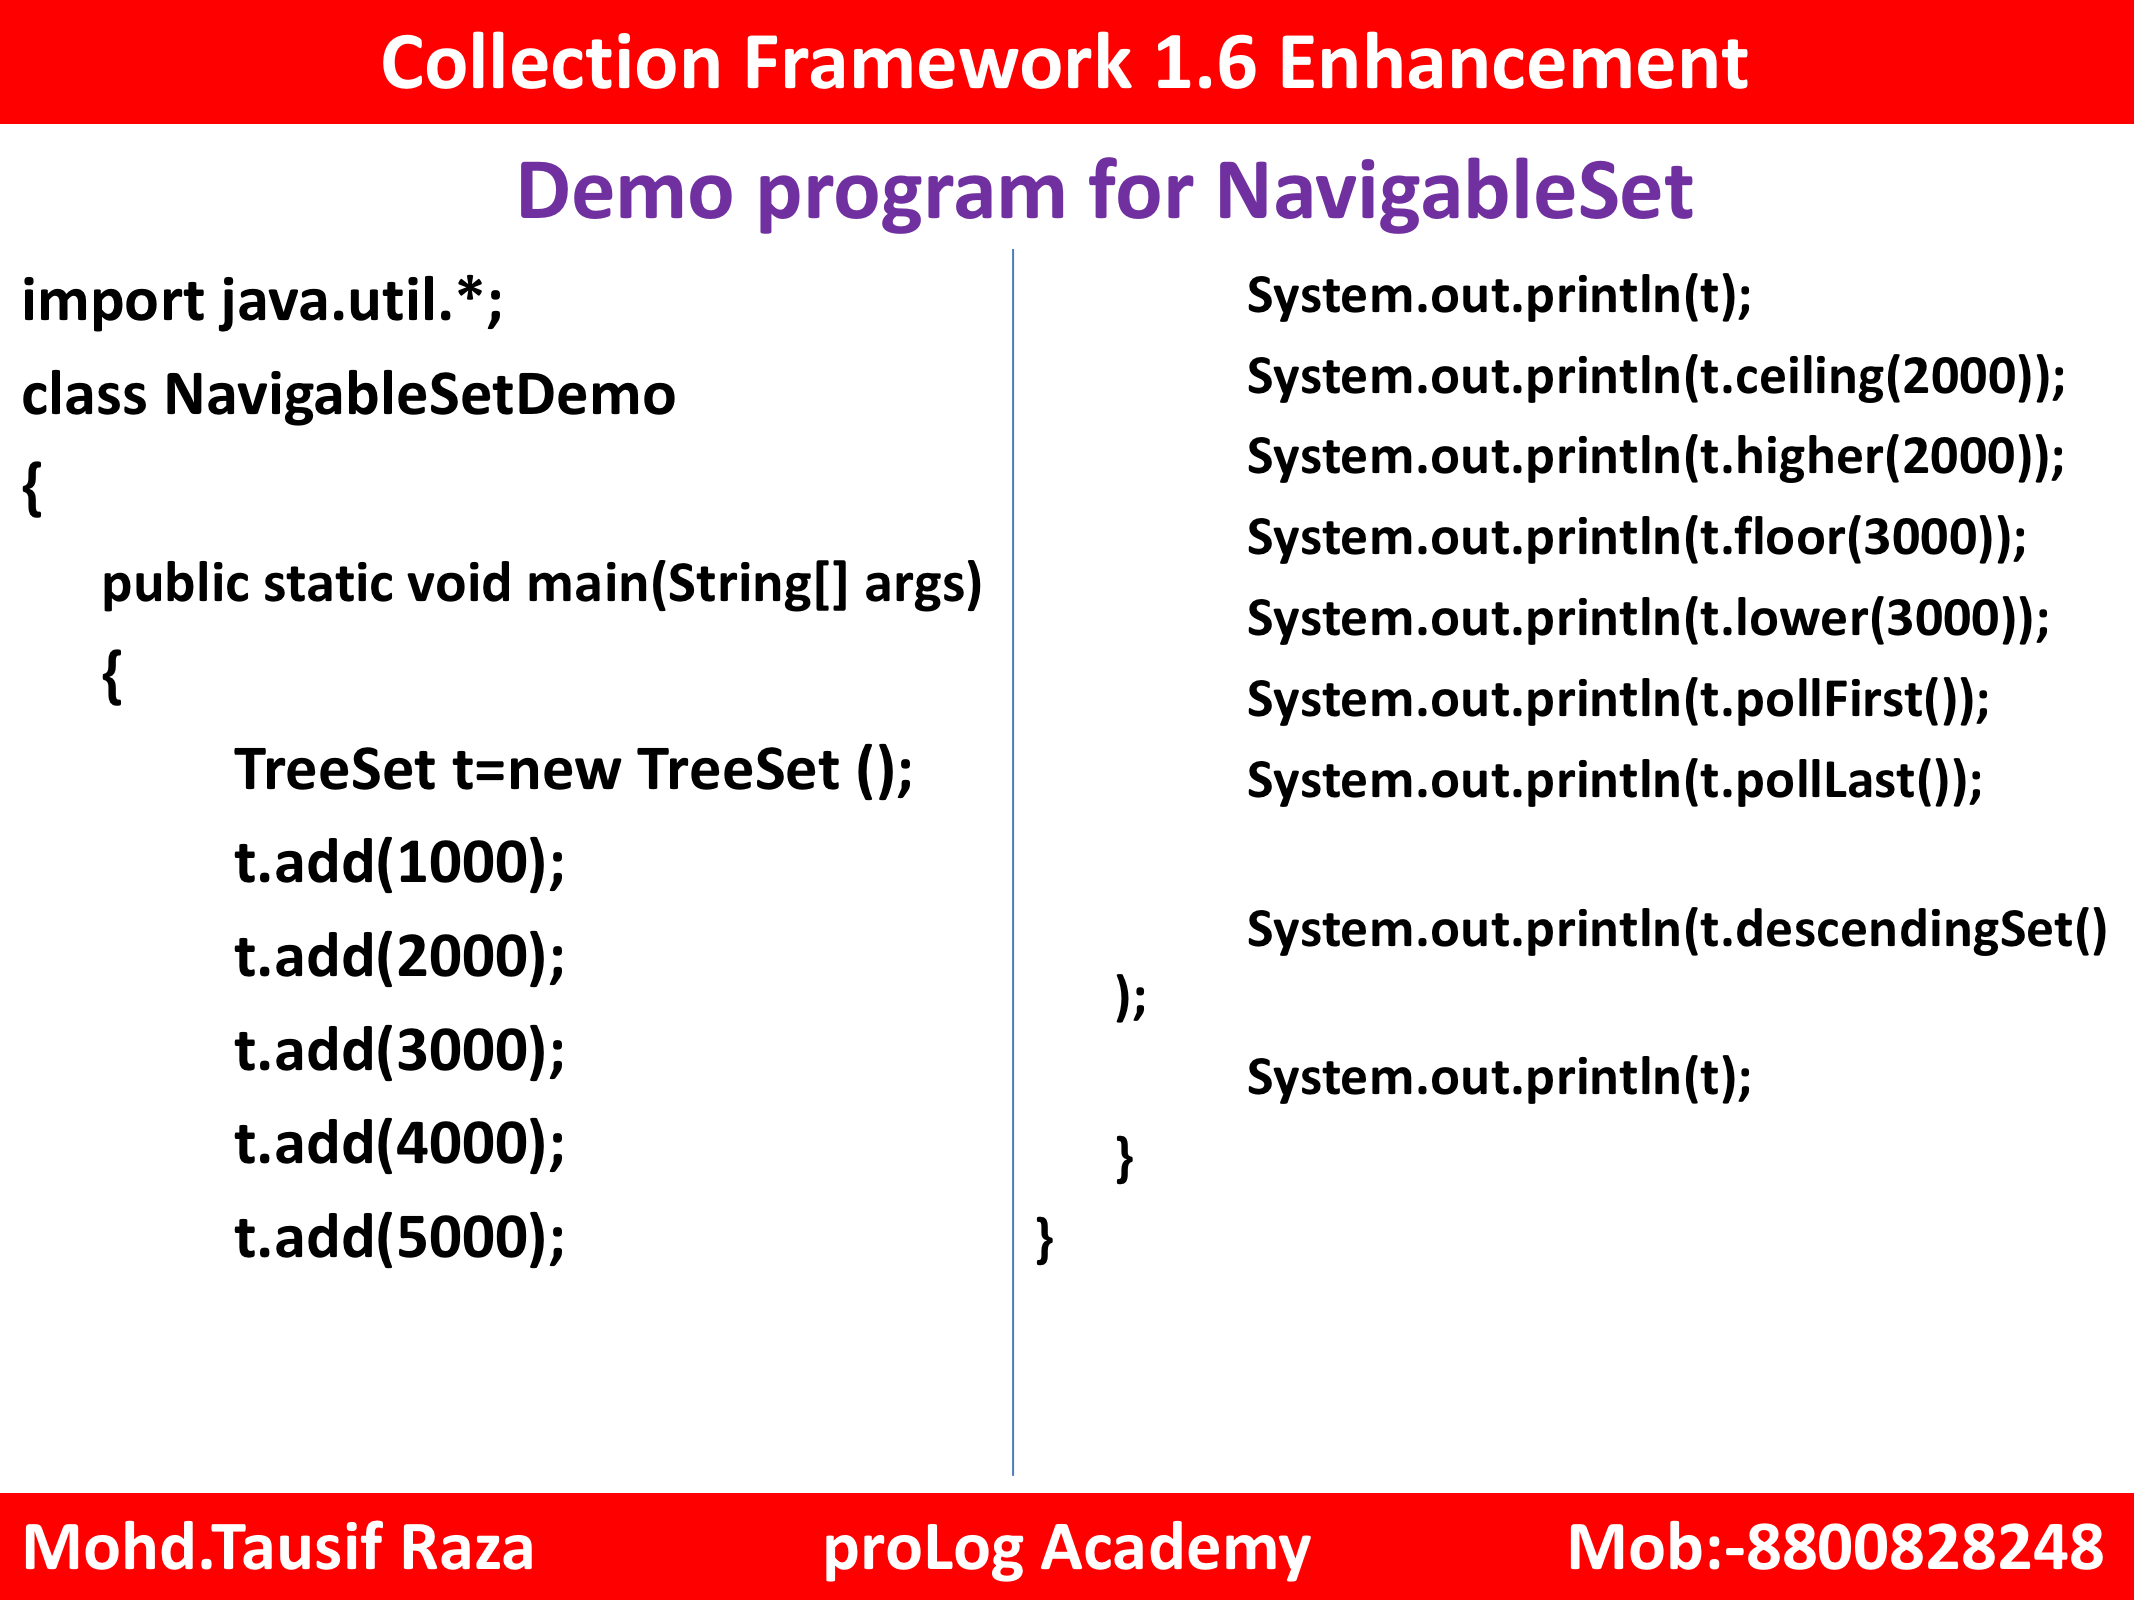 Collection Framework 1.6 Enhancement
Demo program for NavigableSet
import java.util.*;
class NavigableSetDemo
{
public static void main(String[] args)
{
TreeSet t=new TreeSet ();
t.add(1000);
t.add(2000);
t.add(3000);
t.add(4000);
t.add(5000);
System.out.println(t);
System.out.println(t.ceiling(2000));
System.out.println(t.higher(2000));
System.out.println(t.floor(3000));
System.out.println(t.lower(3000));
System.out.println(t.pollFirst());
System.out.println(t.pollLast());
System.out.println(t.descendingSet()
);
System.out.println(t);
}
}
Mohd.Tausif Raza proLog Academy Mob:-8800828248